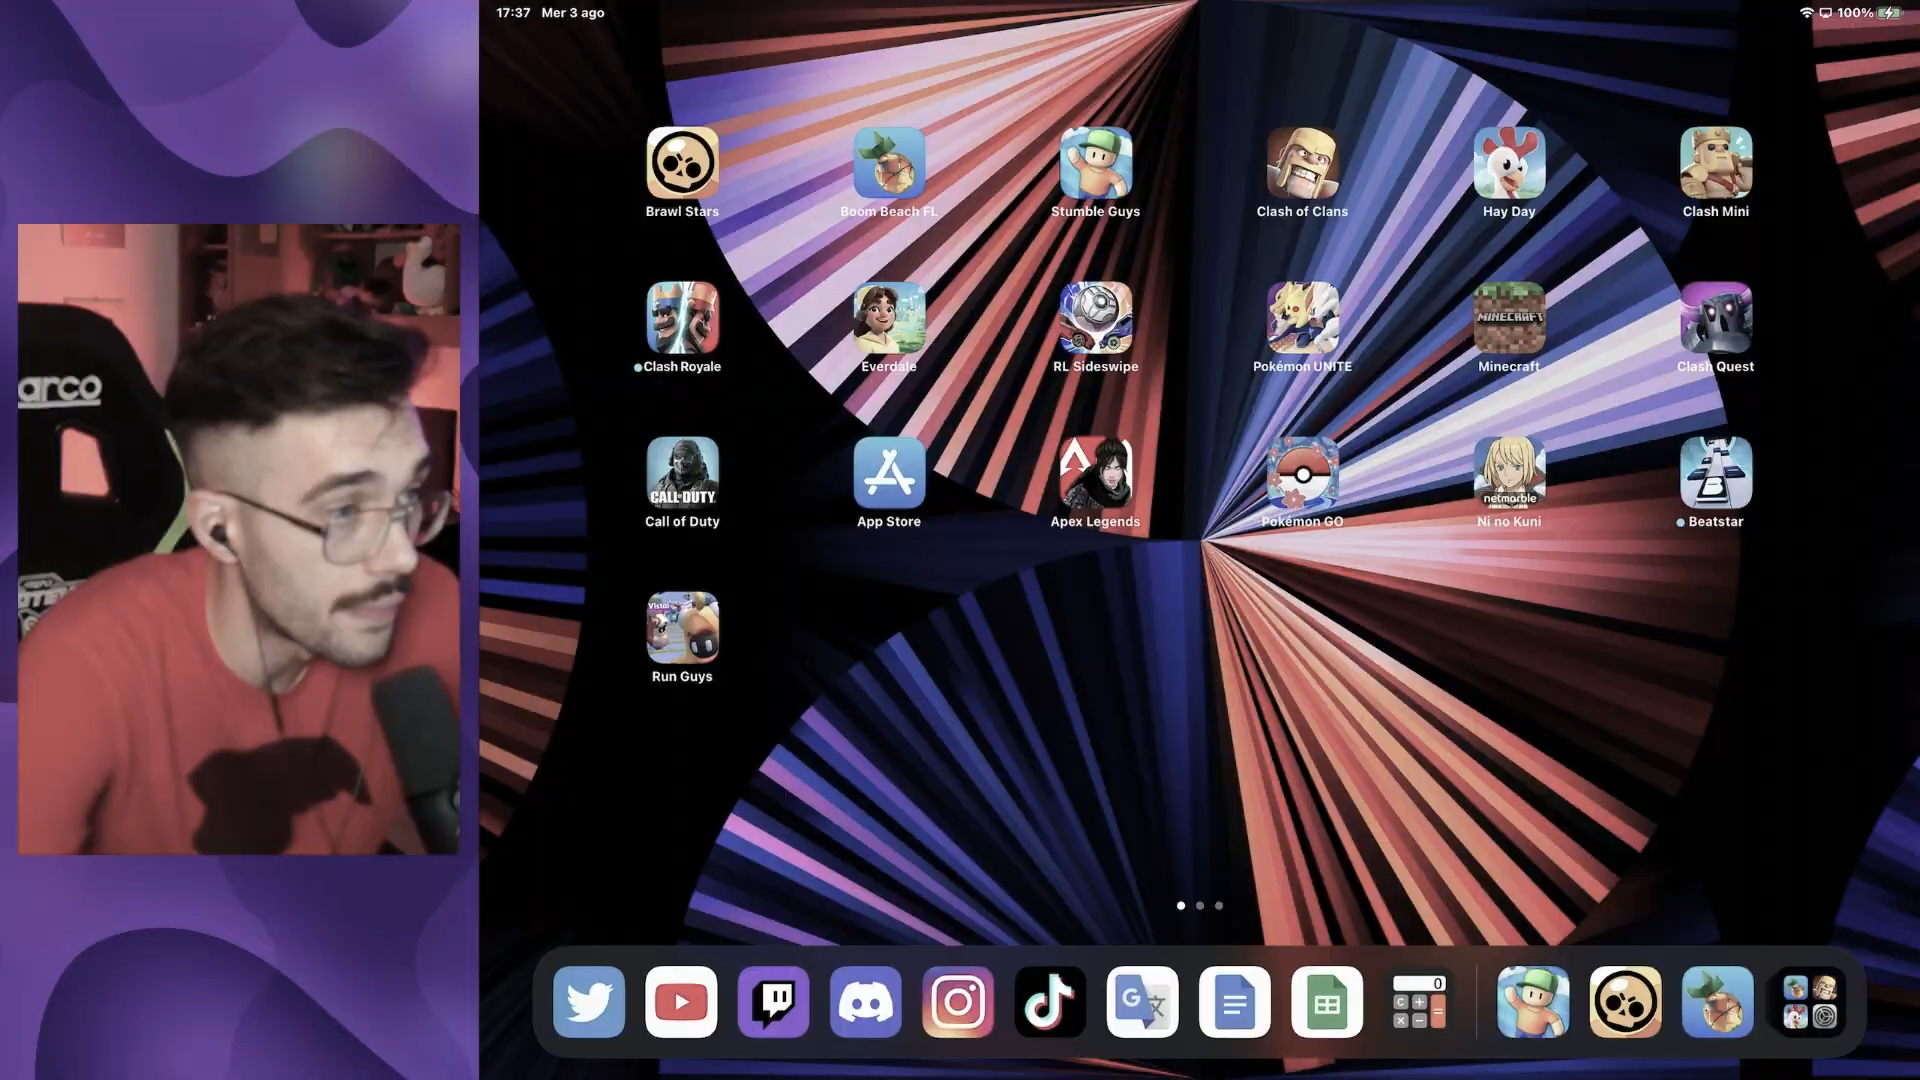 17:37 Mer 3 ago
100%
Brawl Stars
Boom Beach FL
Stumble Guys
Clash of Clans
Hay Day
Clash Mini
MINECRAFT
Clash Royale
Everdale
RL Sideswipe
Pokémon UNITE
Minecraft
Clash Quest
arco
CALL OF DUTY
netmarble
Call of Duty
App Store
Apex Legends
Pokémon GO
Ni no Kuni
Beatstar
Run Guys
G
0
C + × − =